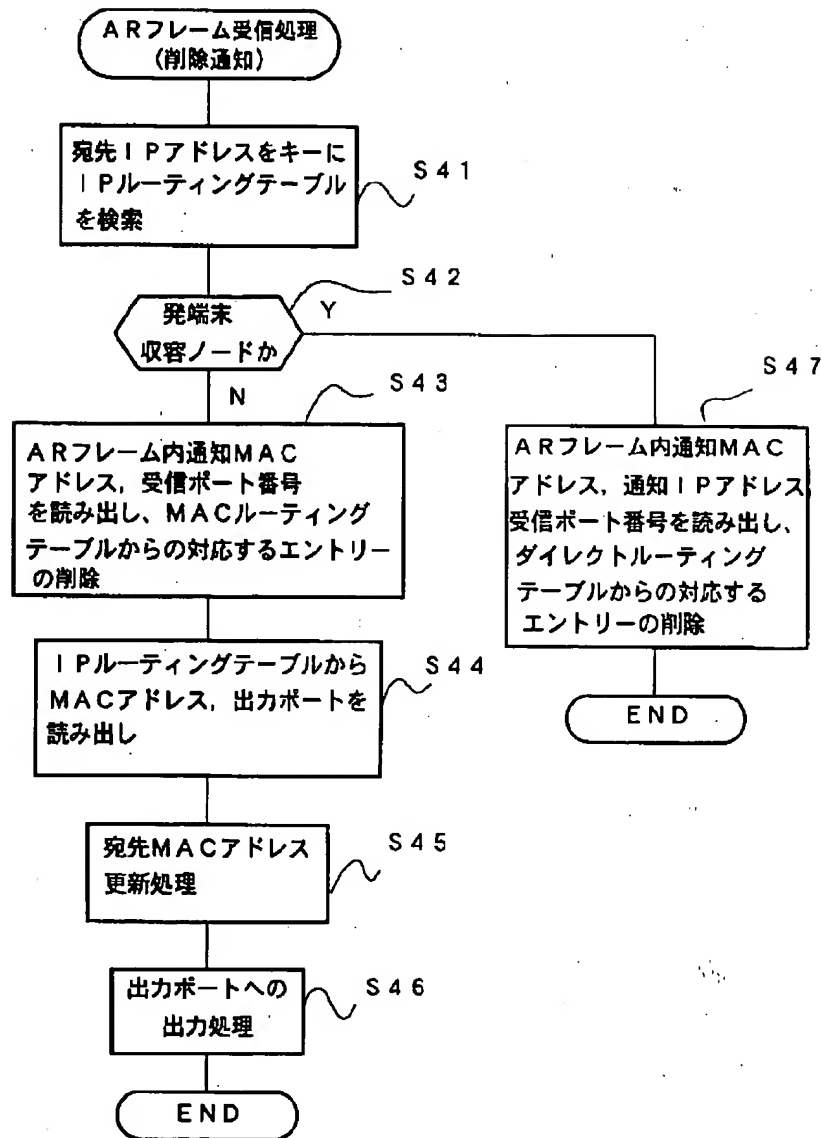 ARフレーム受信処理
(削除通知)
宛先IPアドレスをキーに
IPルーティングテーブル
を検索
S41
発端末
収容ノードか
S42
Y
N
S43
ARフレーム内通知MAC
アドレス,受信ポート番号
を読み出し、MACルーティング
テーブルからの対応するエントリー
の削除
S47
ARフレーム内通知MAC
アドレス,通知IPアドレス
受信ポート番号を読み出し、
ダイレクトルーティング
テーブルからの対応する
エントリーの削除
END
IPルーティングテーブルから
MACアドレス,出力ポートを
読み出し
S44
宛先MACアドレス
更新処理
S45
出力ポートへの
出力処理
S46
END